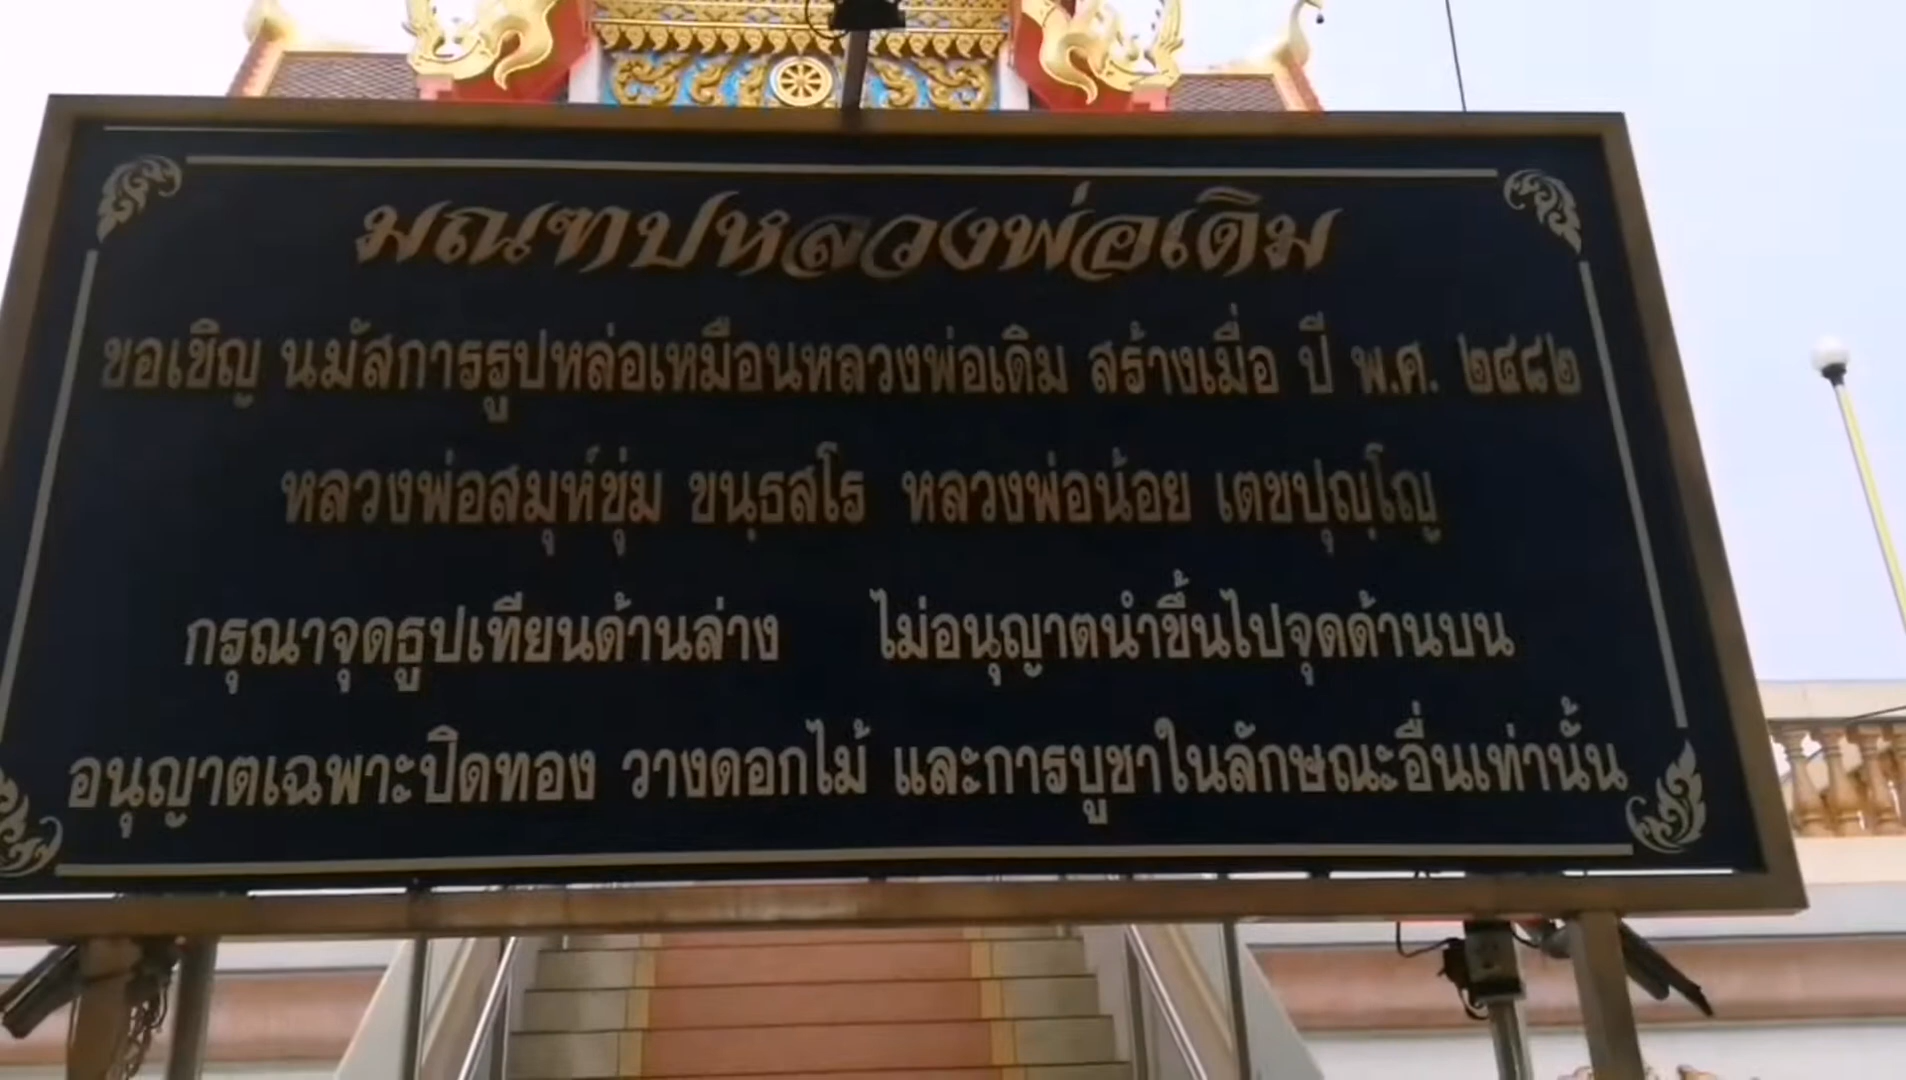 มณฑปหลวงพ่อเดิม
ขอเชิญ นมัสการรูปหล่อเหมือนหลวงพ่อเดิม สร้างเมื่อ ปี พ.ศ. ๒๔๘๒
หลวงพ่อสมุห์ชุ่ม ขนฺธสโร หลวงพ่อน้อย เตชปุญฺโญ
กรุณาจุดธูปเทียนด้านล่าง ไม่อนุญาตนำขึ้นไปจุดด้านบน
อนุญาตเฉพาะปิดทอง วางดอกไม้ และการบูชาในลักษณะอื่นเท่านั้น